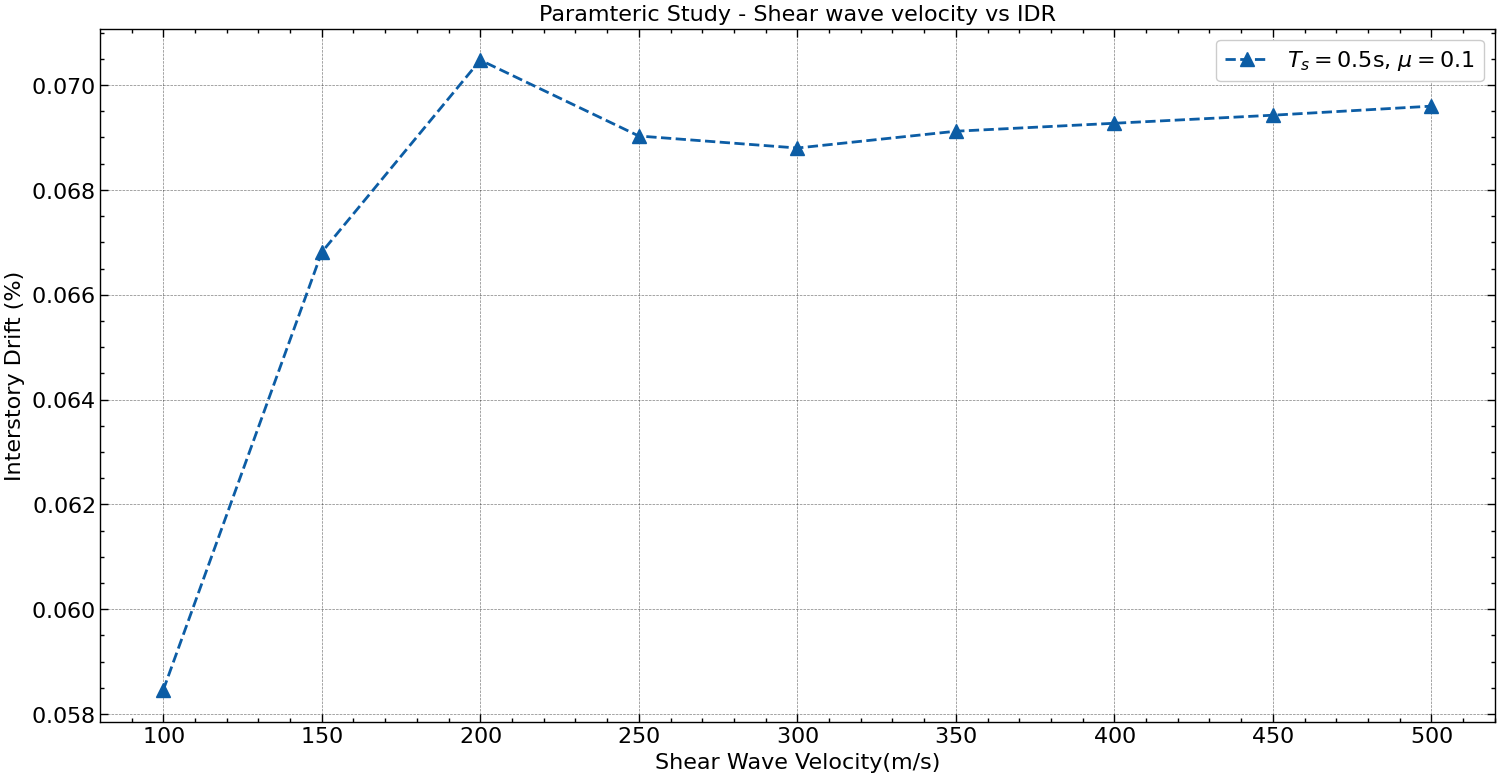 Paramteric Study - Shear wave velocity vs IDR
T_s = 0.5s, μ = 0.1
Interstory Drift (%)
0.070
0.068
0.066
0.064
0.062
0.060
0.058
100 150 200 250 300 350 400 450 500
Shear Wave Velocity(m/s)